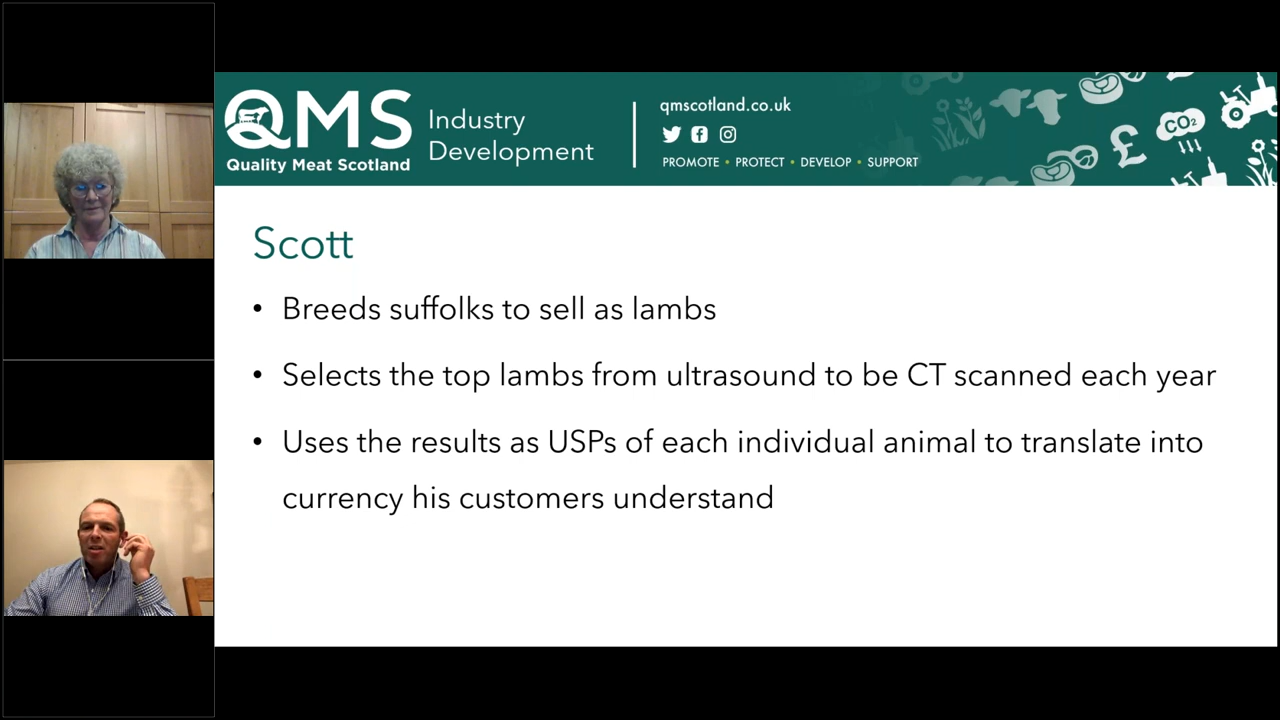 QMS
Quality Meat Scotland
Industry
Development
qmscotland.co.uk
PROMOTE • PROTECT • DEVELOP • SUPPORT
£
CO₂
Scott
• Breeds suffolks to sell as lambs
• Selects the top lambs from ultrasound to be CT scanned each year
• Uses the results as USPs of each individual animal to translate into
currency his customers understand